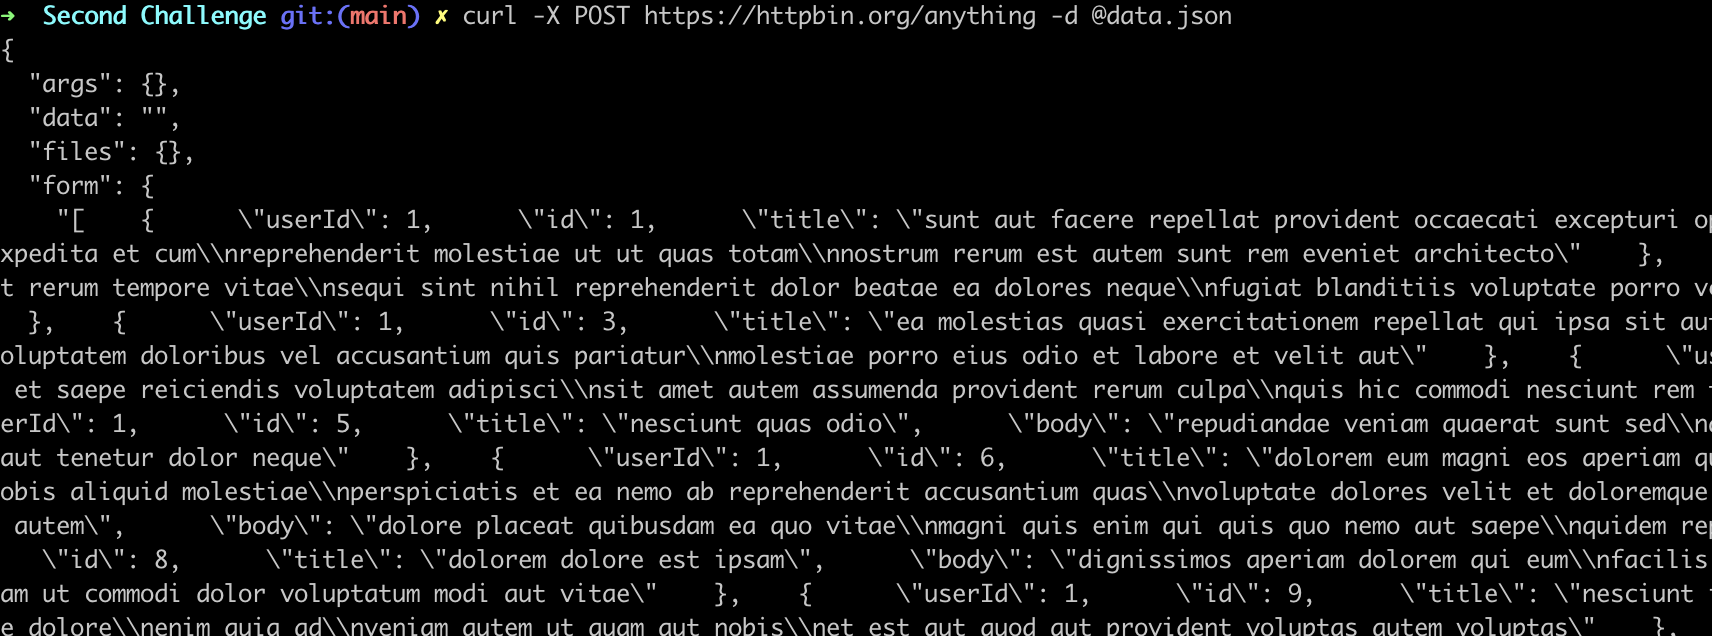 ➜  Second Challenge git:(main) ✗ curl -X POST https://httpbin.org/anything -d @data.json
{
  "args": {},
  "data": "",
  "files": {},
  "form": {
    "[    {      \"userId\": 1,      \"id\": 1,      \"title\": \"sunt aut facere repellat provident occaecati excepturi
xpedita et cum\\nreprehenderit molestiae ut ut quas totam\\nnostrum rerum est autem sunt rem eveniet architecto\"    },
t rerum tempore vitae\\nsequi sint nihil reprehenderit dolor beatae ea dolores neque\\nfugiat blanditiis voluptate porro
  },    {      \"userId\": 1,      \"id\": 3,      \"title\": \"ea molestias quasi exercitationem repellat qui ipsa sit
oluptatem doloribus vel accusantium quis pariatur\\nmolestiae porro eius odio et labore et velit aut\"    },    {      \"us
 et saepe reiciendis voluptatem adipisci\\nsit amet autem assumenda provident rerum culpa\\nquis hic commodi nesciunt rem
erId\": 1,      \"id\": 5,      \"title\": \"nesciunt quas odio\",      \"body\": \"repudiandae veniam quaerat sunt sed\\n
aut tenetur dolor neque\"    },    {      \"userId\": 1,      \"id\": 6,      \"title\": \"dolorem eum magni eos aperiam
obis aliquid molestiae\\nperspiciatis et ea nemo ab reprehenderit accusantium quas\\nvoluptate dolores velit et doloremque
 autem\",      \"body\": \"dolore placeat quibusdam ea quo vitae\\nmagni quis enim qui quis quo nemo aut saepe\\nquidem
   \"id\": 8,      \"title\": \"dolorem dolore est ipsam\",      \"body\": \"dignissimos aperiam dolorem qui eum\\nfacilis
am ut commodi dolor voluptatum modi aut vitae\"    },    {      \"userId\": 1,      \"id\": 9,      \"title\": \"nesciunt
e dolore\\nenim quia ad\\nveniam autem ut quam aut nobis\\net est aut quod aut provident voluptas autem voluptas\"    },